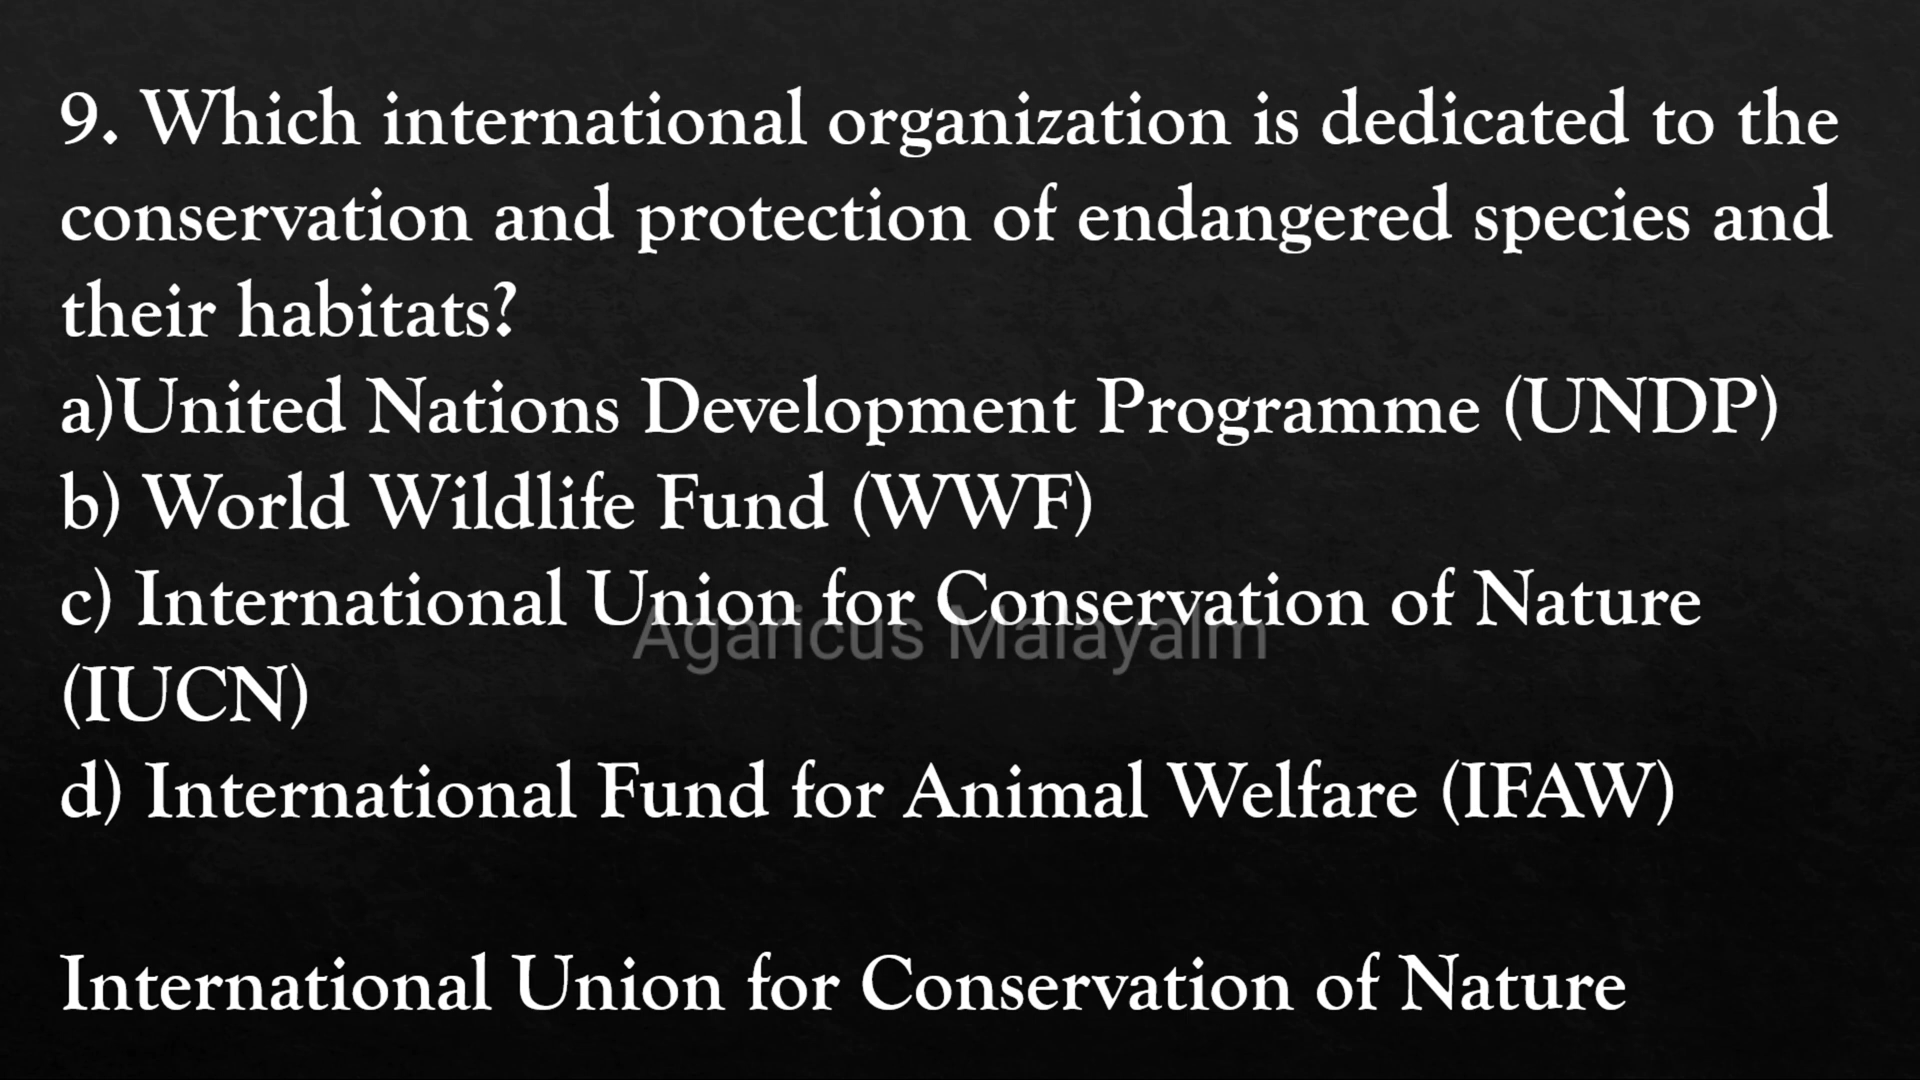 9. Which international organization is dedicated to the
conservation and protection of endangered species and
their habitats?
a)United Nations Development Programme (UNDP)
b) World Wildlife Fund (WWF)
c) International Union for Conservation of Nature
Agaricus Malayalm
(IUCN)
d) International Fund for Animal Welfare (IFAW)
International Union for Conservation of Nature